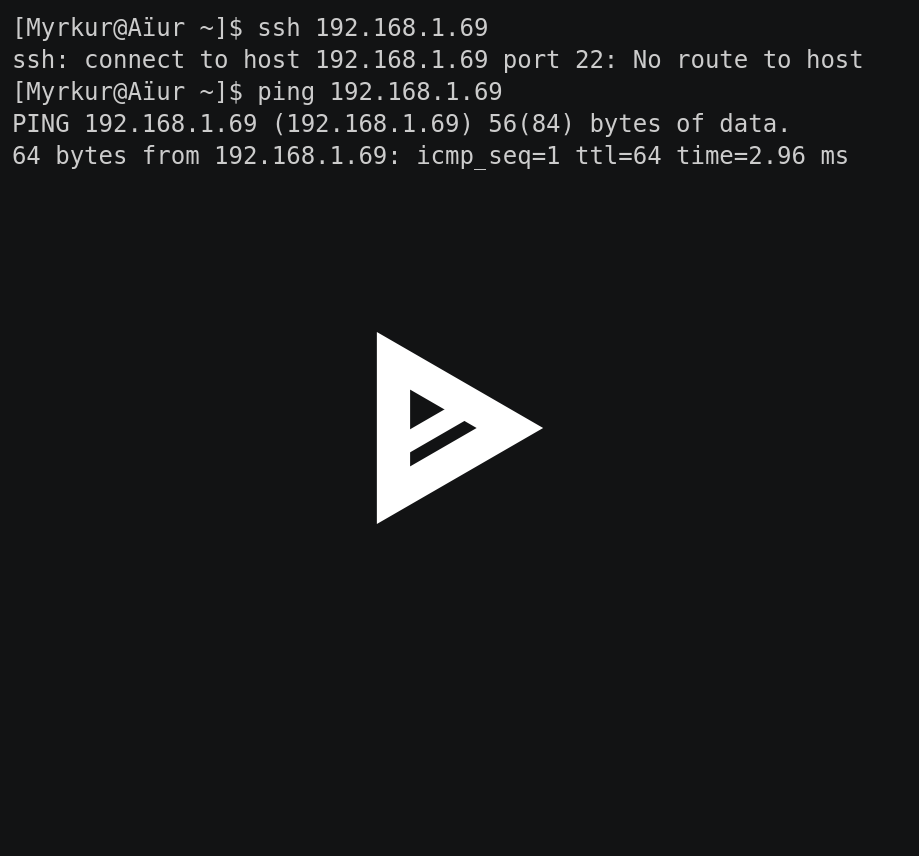 [Myrkur@Aïur ~]$ ssh 192.168.1.69
ssh: connect to host 192.168.1.69 port 22: No route to host
[Myrkur@Aïur ~]$ ping 192.168.1.69
PING 192.168.1.69 (192.168.1.69) 56(84) bytes of data.
64 bytes from 192.168.1.69: icmp_seq=1 ttl=64 time=2.96 ms